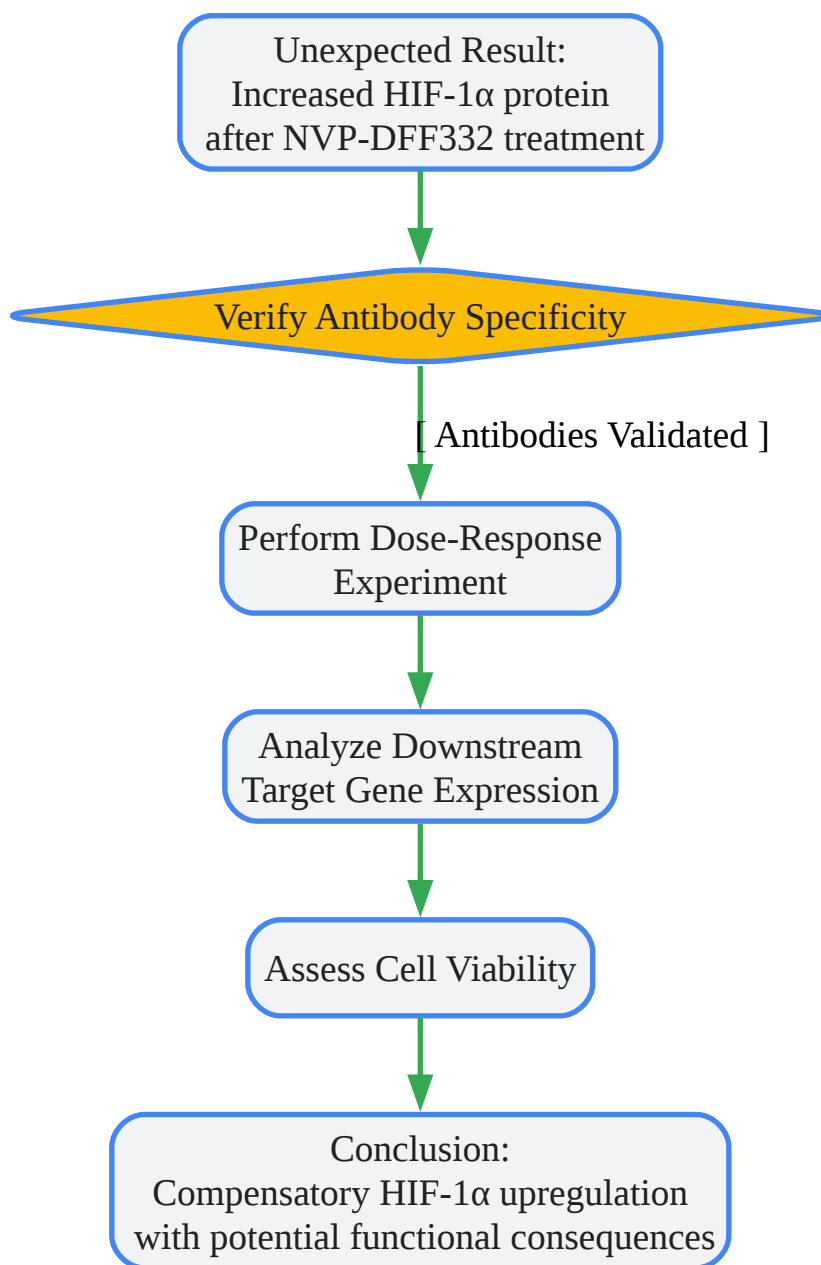 Unexpected Result:
Increased HIF-1α protein
after NVP-DFF332 treatment
Verify Antibody Specificity
[ Antibodies Validated ]
Perform Dose-Response
Experiment
Analyze Downstream
Target Gene Expression
Assess Cell Viability
Conclusion:
Compensatory HIF-1α upregulation
with potential functional consequences